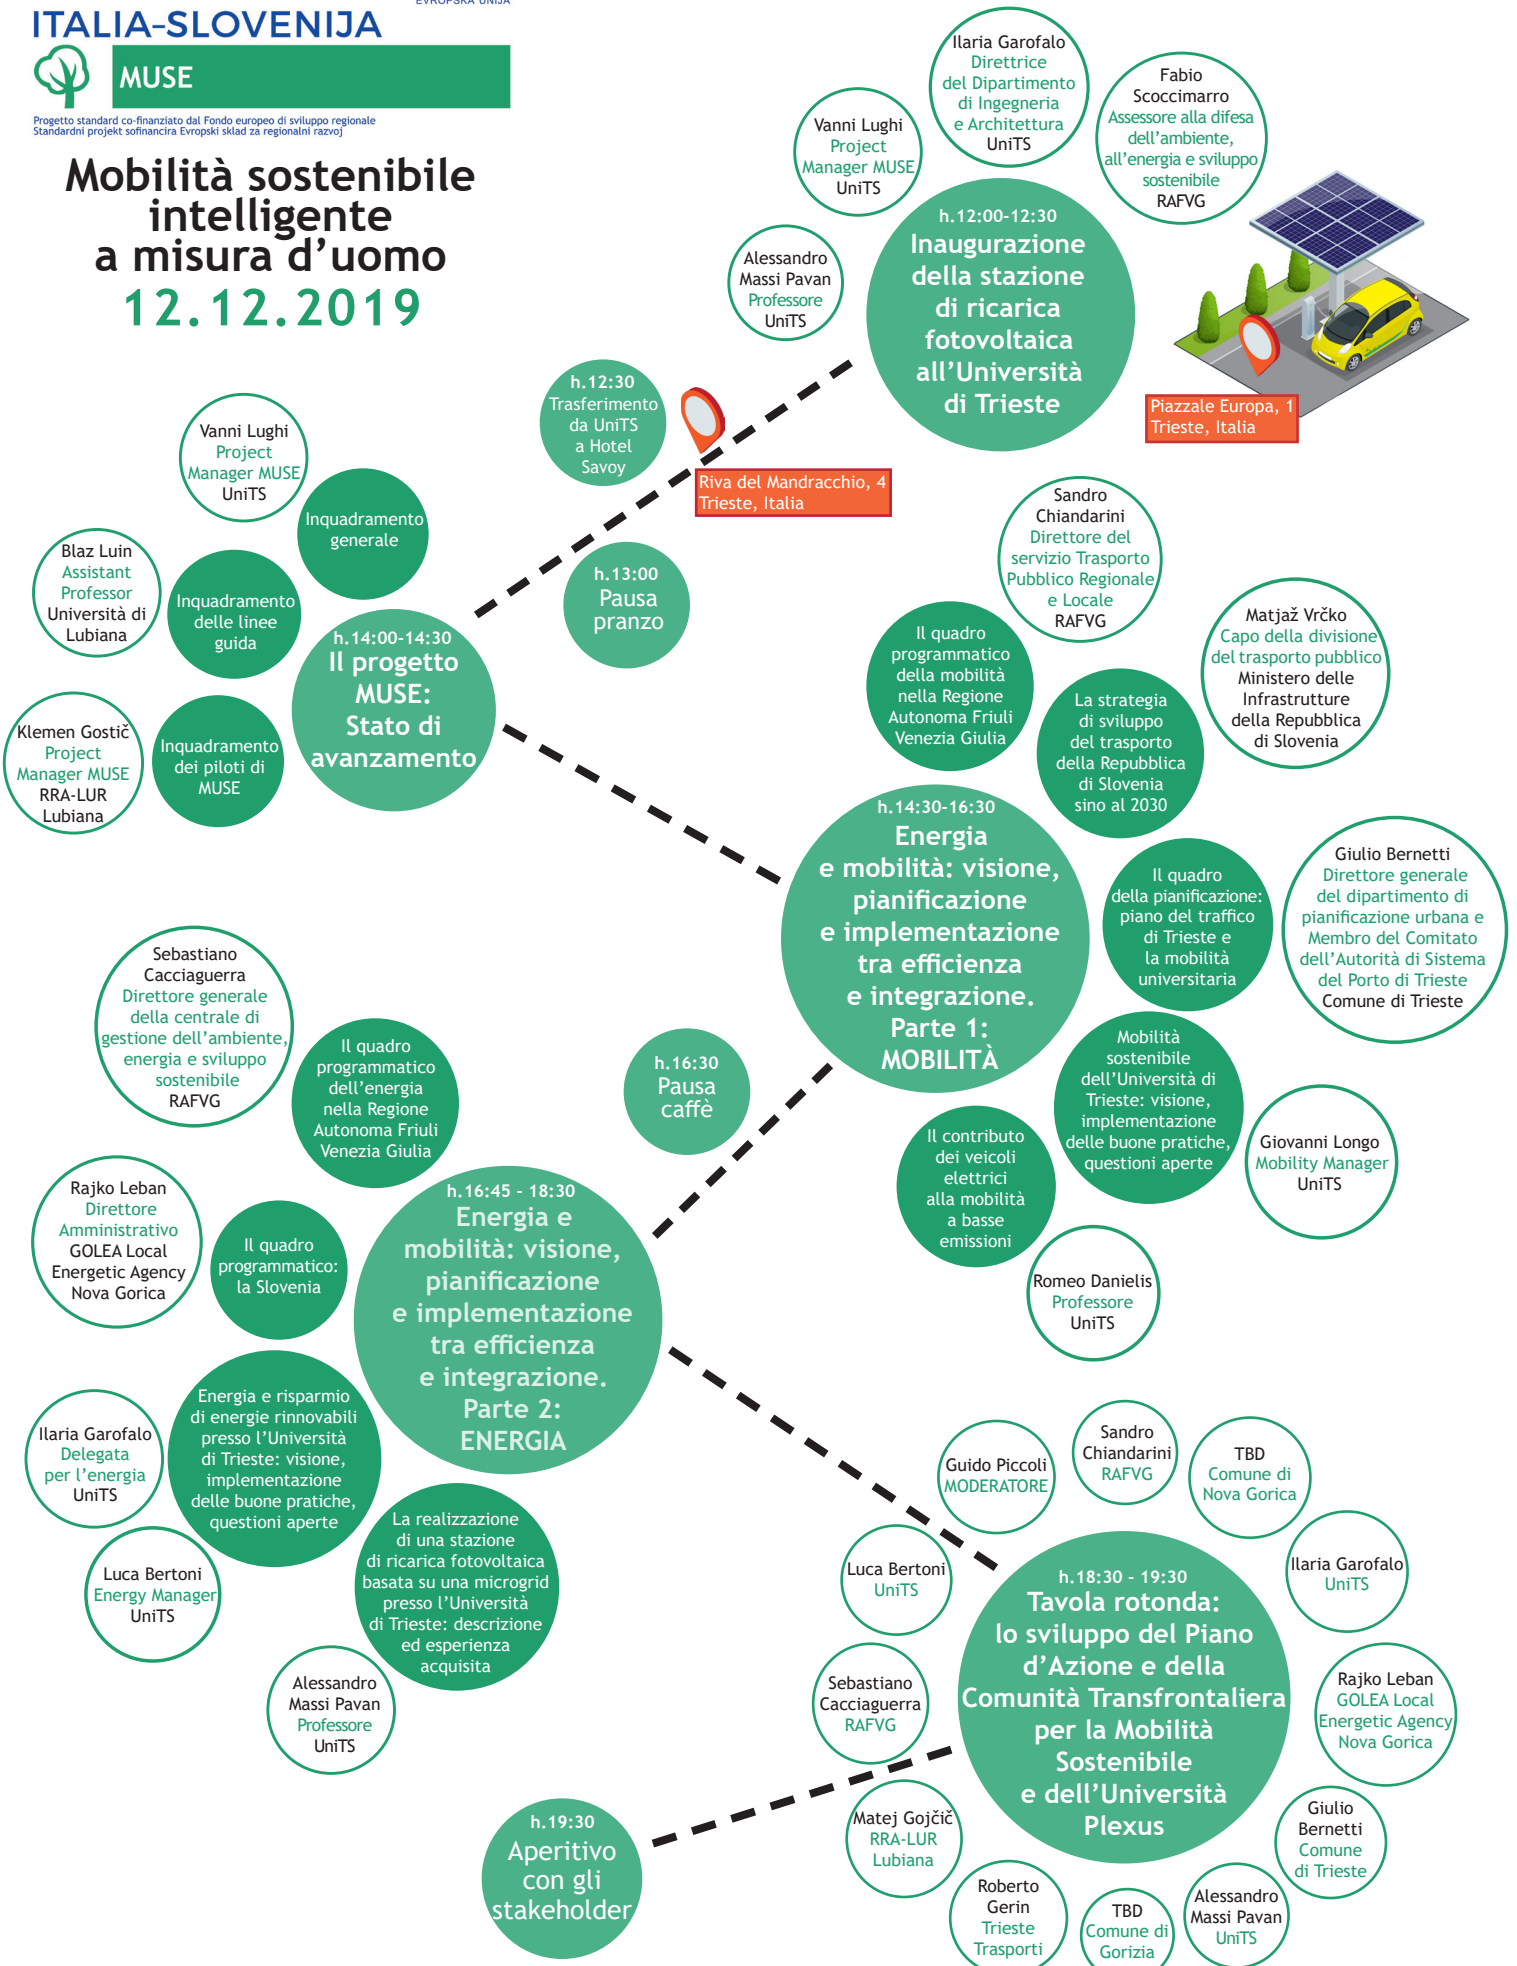 EVROPSKA UNIJA
ITALIA-SLOVENIJA
MUSE
Progetto standard co-finanziato dal Fondo europeo di sviluppo regionale
Standardni projekt sofinancira Evropski sklad za regionalni razvoj
Mobilità sostenibile
intelligente
a misura d'uomo
12.12.2019
Ilaria Garofalo
Direttrice
del Dipartimento
di Ingegneria
e Architettura
UniTS
Fabio
Scoccimarro
Assessore alla difesa
dell'ambiente,
all'energia e sviluppo
sostenibile
RAFVG
Vanni Lughi
Project
Manager MUSE
UniTS
Alessandro
Massi Pavan
Professore
UniTS
h.12:00-12:30
Inaugurazione
della stazione
di ricarica
fotovoltaica
all'Università
di Trieste
Piazzale Europa, 1
Trieste, Italia
h.12:30
Trasferimento
da UniTS
a Hotel
Savoy
Riva del Mandracchio, 4
Trieste, Italia
h.13:00
Pausa
pranzo
Vanni Lughi
Project
Manager MUSE
UniTS
Inquadramento
generale
Blaz Luin
Assistant
Professor
Università di
Lubiana
Inquadramento
delle linee
guida
Klemen Gostič
Project
Manager MUSE
RRA-LUR
Lubiana
Inquadramento
dei piloti di
MUSE
h.14:00-14:30
Il progetto
MUSE:
Stato di
avanzamento
Sandro
Chiandarini
Direttore del
servizio Trasporto
Pubblico Regionale
e Locale
RAFVG
Il quadro
programmatico
della mobilità
nella Regione
Autonoma Friuli
Venezia Giulia
Matjaž Vrčko
Capo della divisione
del trasporto pubblico
Ministero delle
Infrastrutture
della Repubblica
di Slovenia
La strategia
di sviluppo
del trasporto
della Repubblica
di Slovenia
sino al 2030
h.14:30-16:30
Energia
e mobilità: visione,
pianificazione
e implementazione
tra efficienza
e integrazione.
Parte 1:
MOBILITÀ
Il quadro
della pianificazione:
piano del traffico
di Trieste e
la mobilità
universitaria
Giulio Bernetti
Direttore generale
del dipartimento di
pianificazione urbana e
Membro del Comitato
dell'Autorità di Sistema
del Porto di Trieste
Comune di Trieste
Mobilità
sostenibile
dell'Università di
Trieste: visione,
implementazione
delle buone pratiche,
questioni aperte
Giovanni Longo
Mobility Manager
UniTS
Il contributo
dei veicoli
elettrici
alla mobilità
a basse
emissioni
Romeo Danielis
Professore
UniTS
h.16:30
Pausa
caffè
Sebastiano
Cacciaguerra
Direttore generale
della centrale di
gestione dell'ambiente,
energia e sviluppo
sostenibile
RAFVG
Il quadro
programmatico
dell'energia
nella Regione
Autonoma Friuli
Venezia Giulia
Rajko Leban
Direttore
Amministrativo
GOLEA Local
Energetic Agency
Nova Gorica
Il quadro
programmatico:
la Slovenia
h.16:45 - 18:30
Energia e
mobilità: visione,
pianificazione
e implementazione
tra efficienza
e integrazione.
Parte 2:
ENERGIA
Ilaria Garofalo
Delegata
per l'energia
UniTS
Energia e risparmio
di energie rinnovabili
presso l'Università
di Trieste: visione,
implementazione
delle buone pratiche,
questioni aperte
Luca Bertoni
Energy Manager
UniTS
La realizzazione
di una stazione
di ricarica fotovoltaica
basata su una microgrid
presso l'Università
di Trieste: descrizione
ed esperienza
acquisita
Alessandro
Massi Pavan
Professore
UniTS
Guido Piccoli
MODERATORE
Sandro
Chiandarini
RAFVG
TBD
Comune di
Nova Gorica
Luca Bertoni
UniTS
Ilaria Garofalo
UniTS
h.18:30 - 19:30
Tavola rotonda:
lo sviluppo del Piano
d'Azione e della
Comunità Transfrontaliera
per la Mobilità
Sostenibile
e dell'Università
Plexus
Sebastiano
Cacciaguerra
RAFVG
Rajko Leban
GOLEA Local
Energetic Agency
Nova Gorica
Matej Gojčič
RRA-LUR
Lubiana
Giulio
Bernetti
Comune
di Trieste
Roberto
Gerin
Trieste
Trasporti
TBD
Comune di
Gorizia
Alessandro
Massi Pavan
UniTS
h.19:30
Aperitivo
con gli
stakeholder